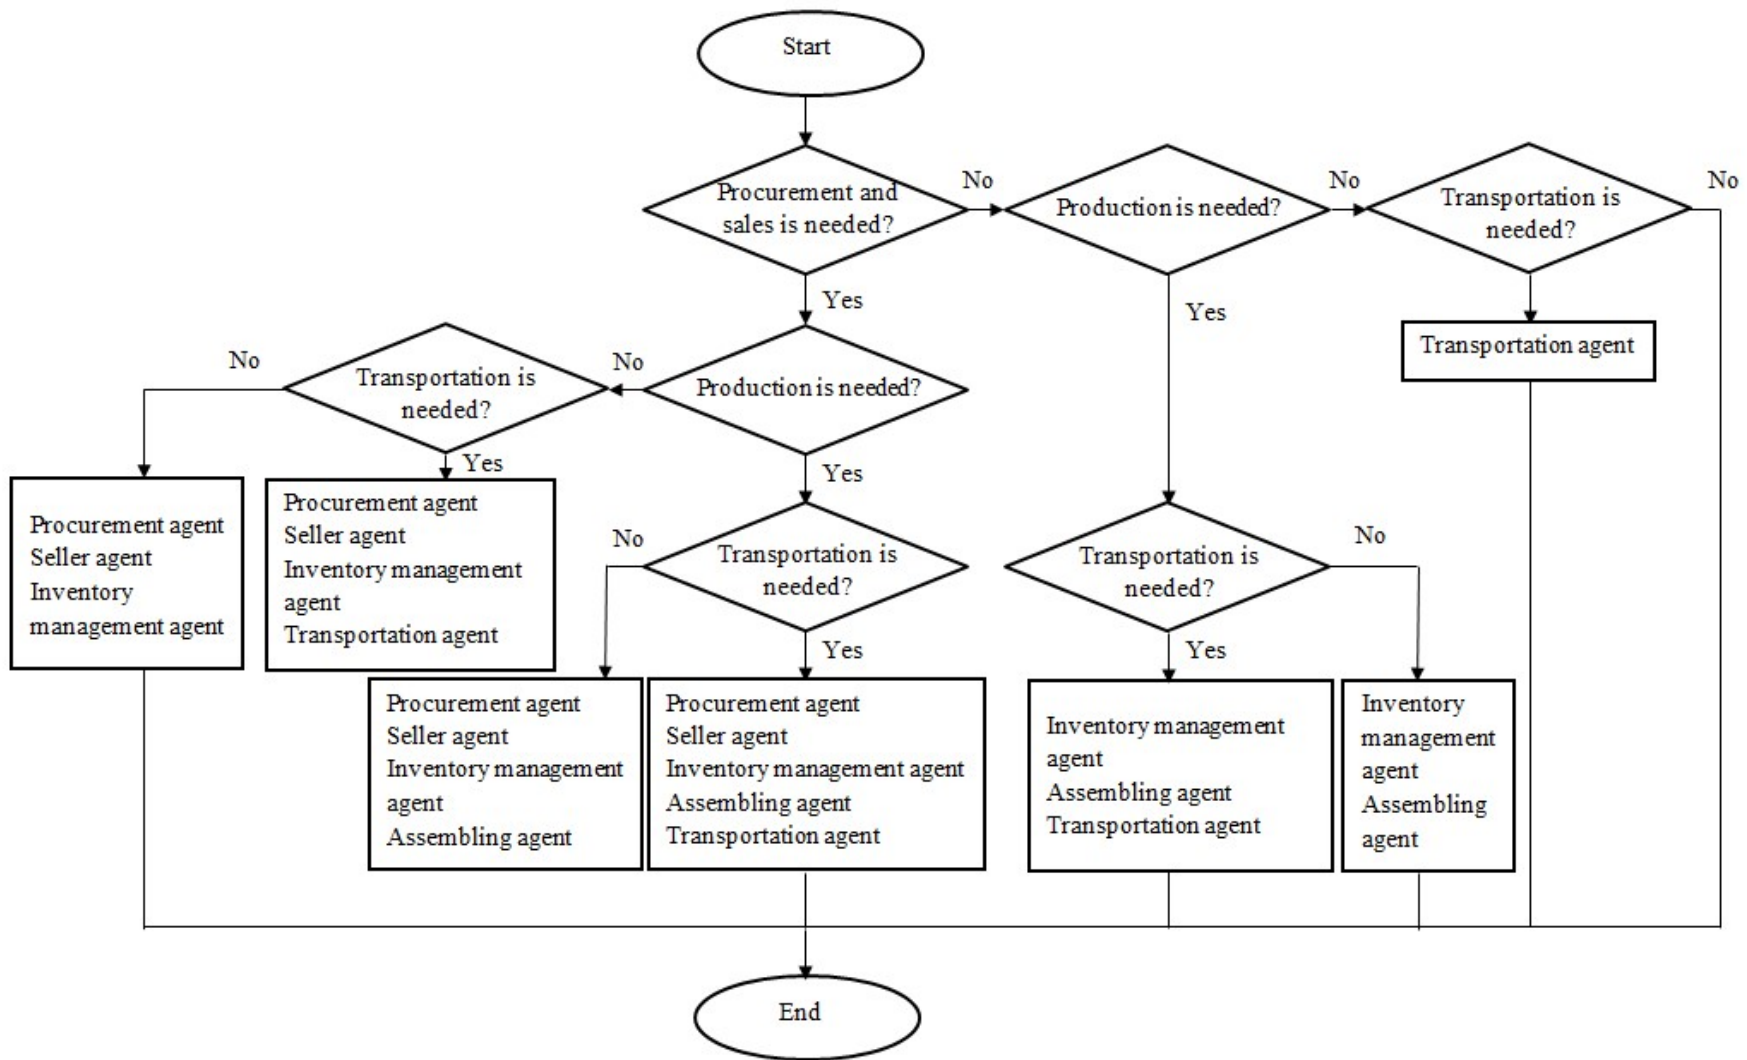 Start
Procurement and
sales is needed?
No
Production is needed?
No
Transportation is
needed?
No
Yes
Yes
Transportation agent
No
Transportation is
needed?
No
Production is needed?
Yes
Yes
Procurement agent
Seller agent
Inventory
management agent
Procurement agent
Seller agent
Inventory management
agent
Transportation agent
No
Transportation is
needed?
Transportation is
needed?
No
Yes
Yes
Procurement agent
Seller agent
Inventory management
agent
Assembling agent
Procurement agent
Seller agent
Inventory management agent
Assembling agent
Transportation agent
Inventory management
agent
Assembling agent
Transportation agent
Inventory
management
agent
Assembling
agent
End